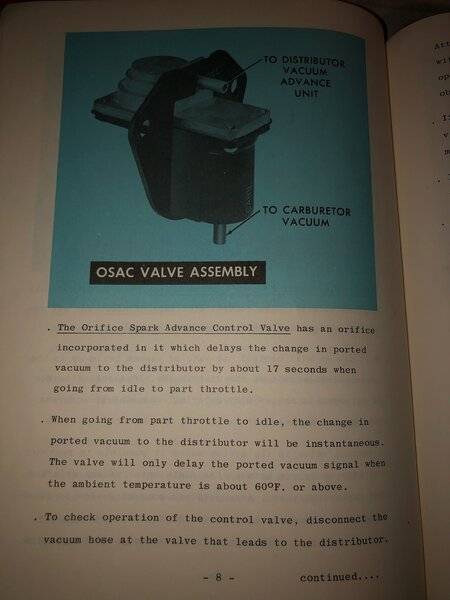 TO DISTRIBUTOR
VACUUM
ADVANCE
UNIT
TO CARBURETOR
VACUUM
OSAC VALVE ASSEMBLY
. The Orifice Spark Advance Control Valve has an orifice
incorporated in it which delays the change in ported
vacuum to the distributor by about 17 seconds when
going from idle to part throttle.
. When going from part throttle to idle, the change in
ported vacuum to the distributor will be instantaneous.
The valve will only delay the ported vacuum signal when
the ambient temperature is about 60°F. or above.
. To check operation of the control valve, disconnect the
vacuum hose at the valve that leads to the distributor.
- 8 -
continued....